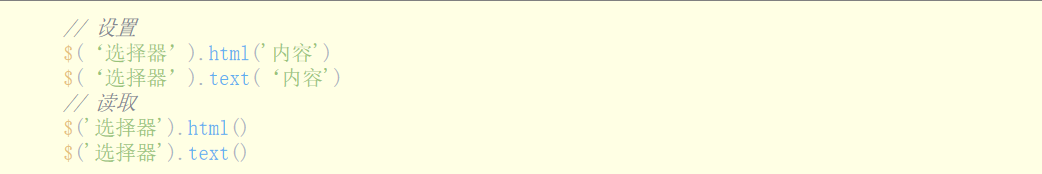 // 设置
$(‘选择器’).html('内容')
$(‘选择器’).text(‘内容')
// 读取
$('选择器').html()
$('选择器').text()